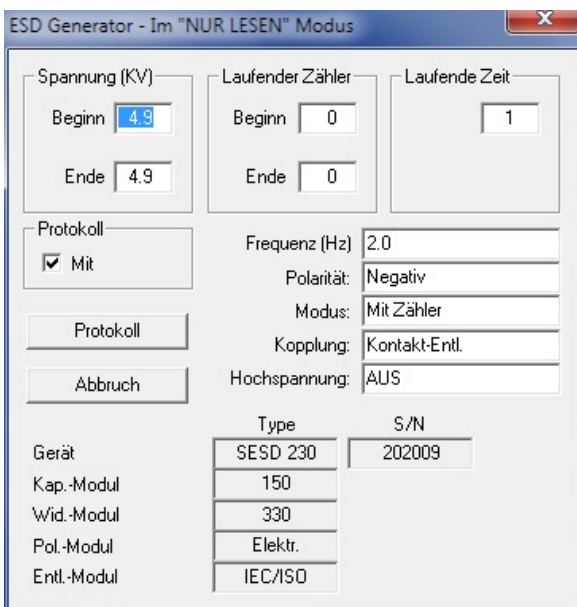 ESD Generator - Im "NUR LESEN" Modus
Spannung (KV)
Beginn 4.9
Ende 4.9
Laufender Zähler
Beginn 0
Ende 0
Laufende Zeit
1
Protokoll
Mit
Protokoll
Abbruch
Frequenz (Hz) 2.0
Polarität: Negativ
Modus: Mit Zähler
Kopplung: Kontakt-Entl.
Hochspannung: AUS
Type S/N
Gerät SESD 230 202009
Kap.-Modul 150
Wid.-Modul 330
Pol.-Modul Elektr.
Entl.-Modul IEC/ISO